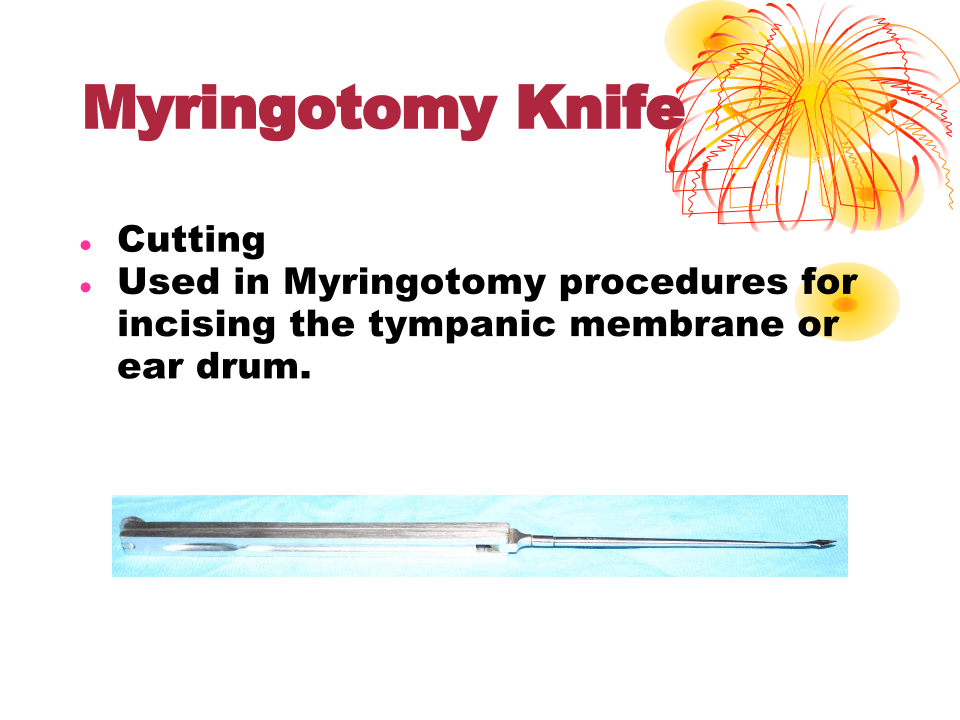 Myringotomy Knife
Cutting
Used in Myringotomy procedures for
incising the tympanic membrane or
ear drum.